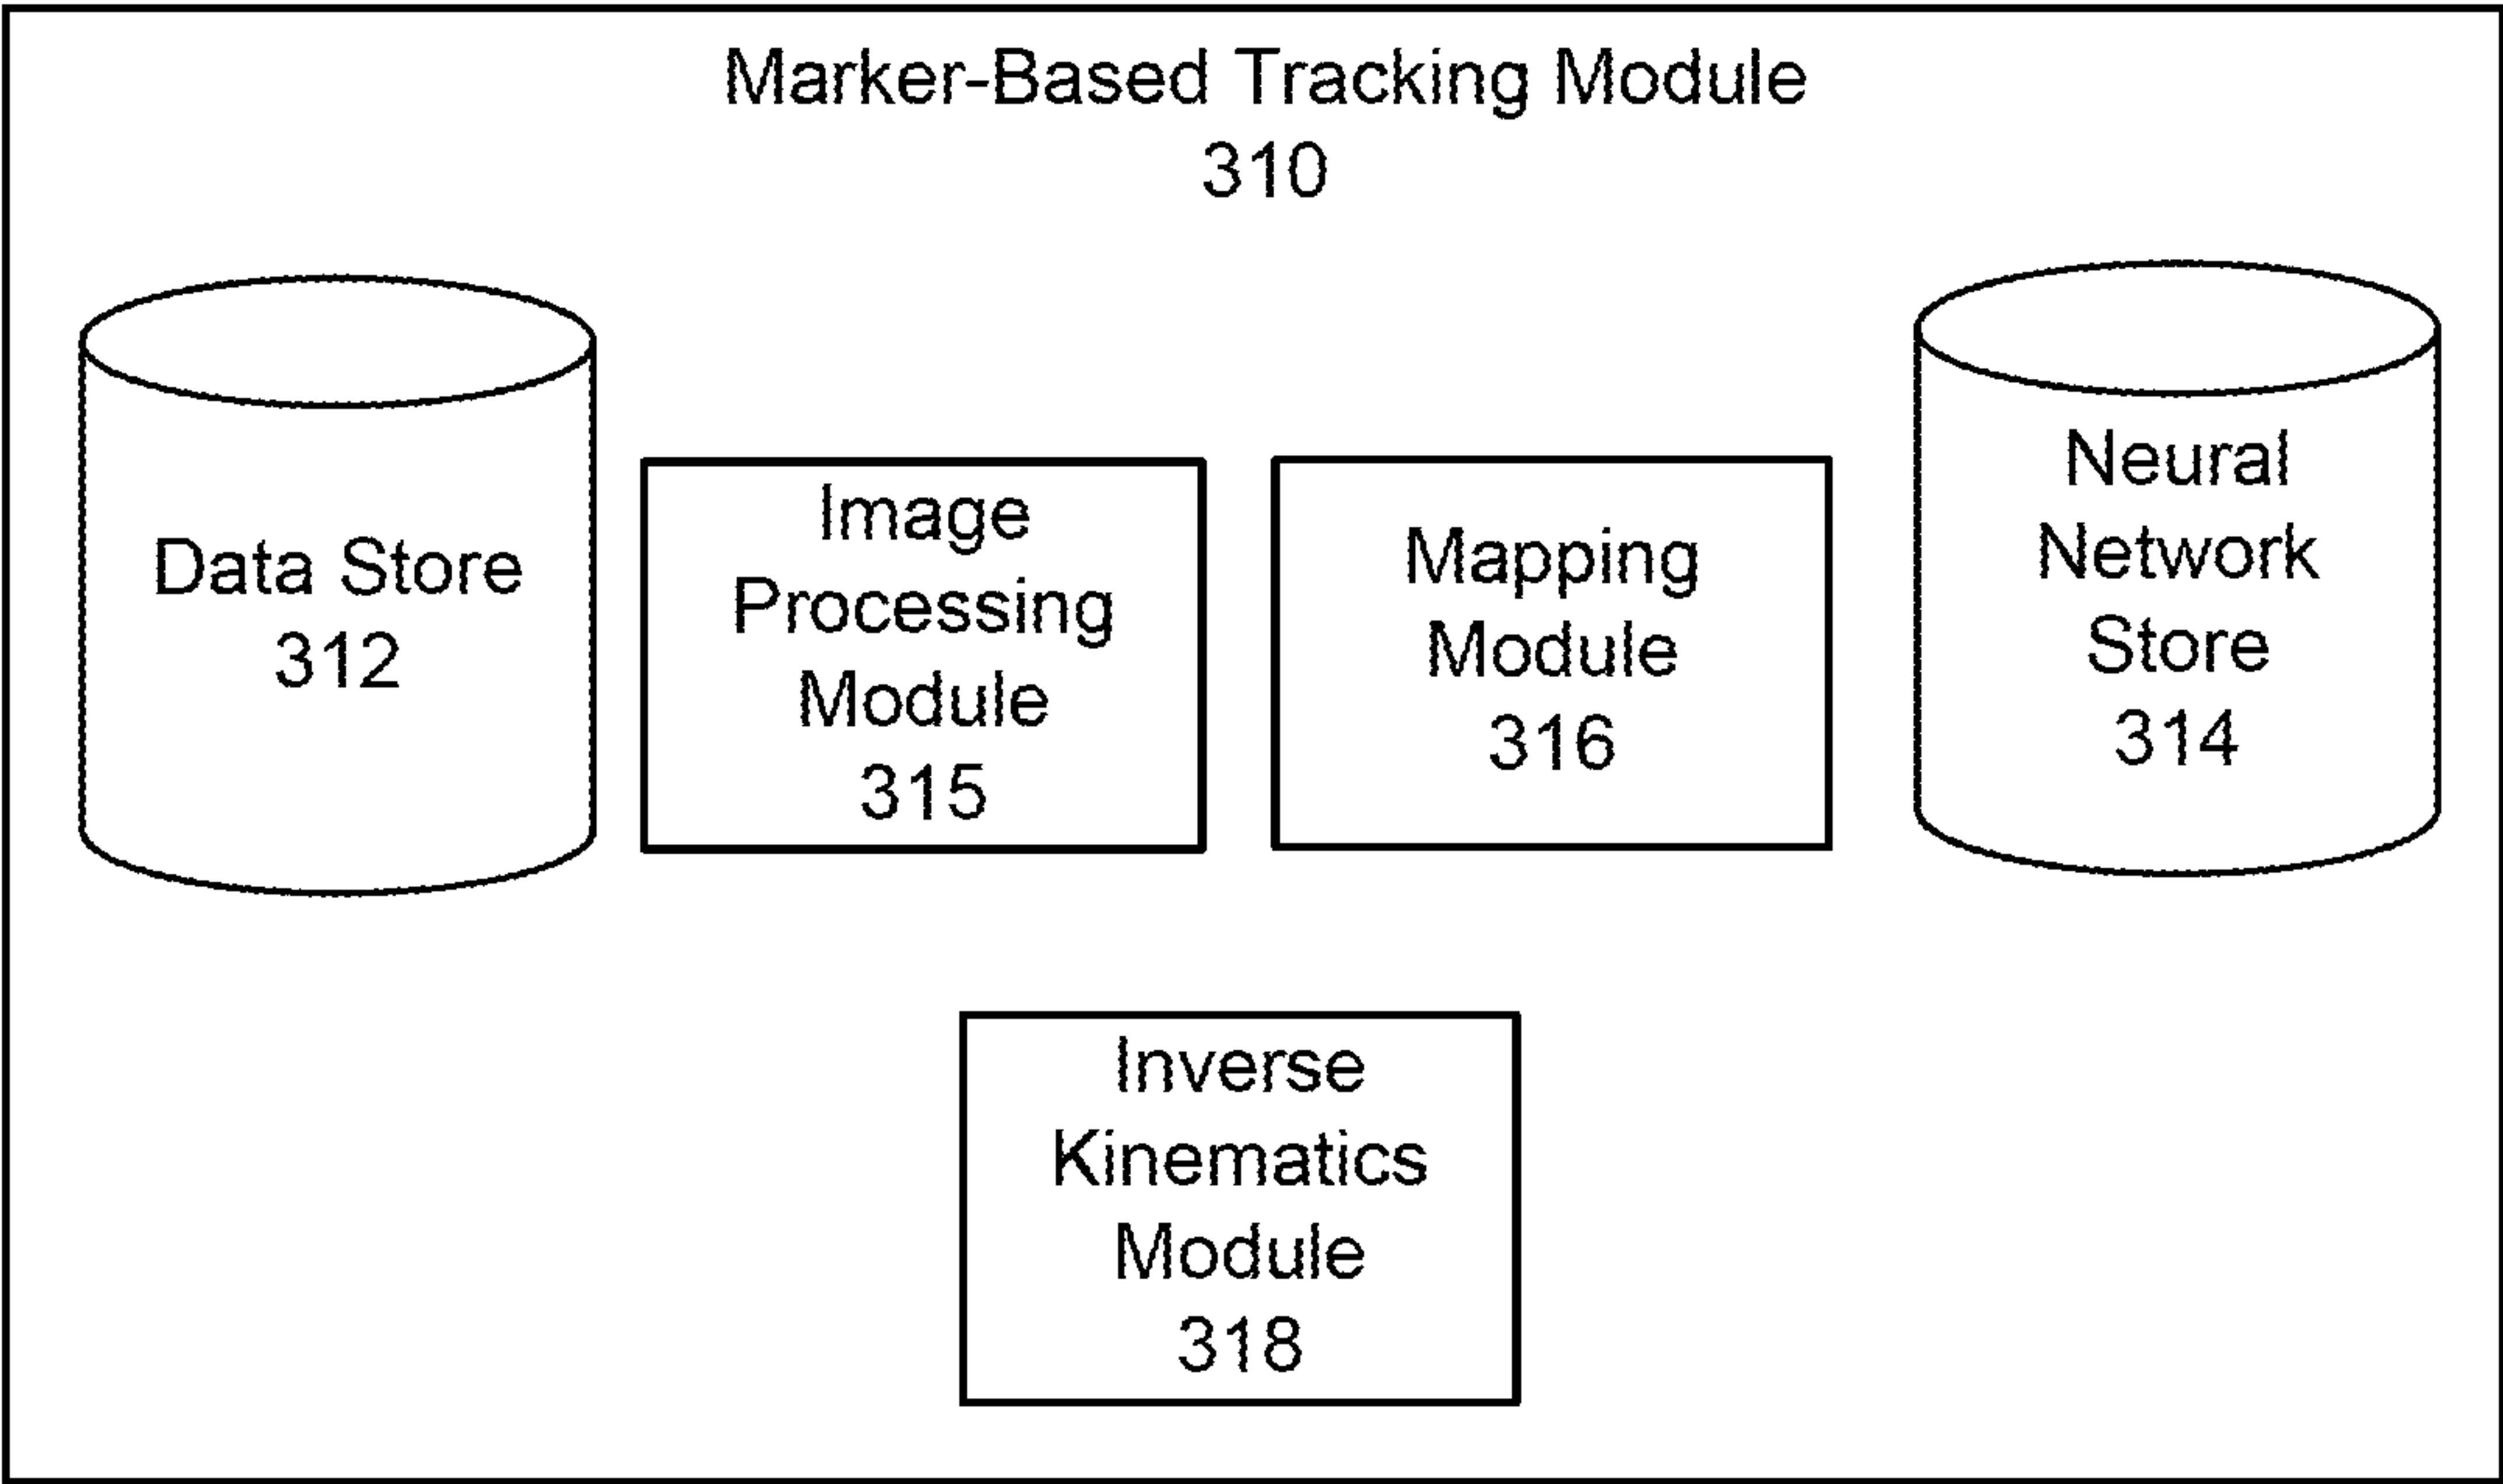 Marker-Based Tracking Module
310
Data Store
312
Image
Processing
Module
315
Mapping
Module
316
Neural
Network
Store
314
Inverse
Kinematics
Module
318